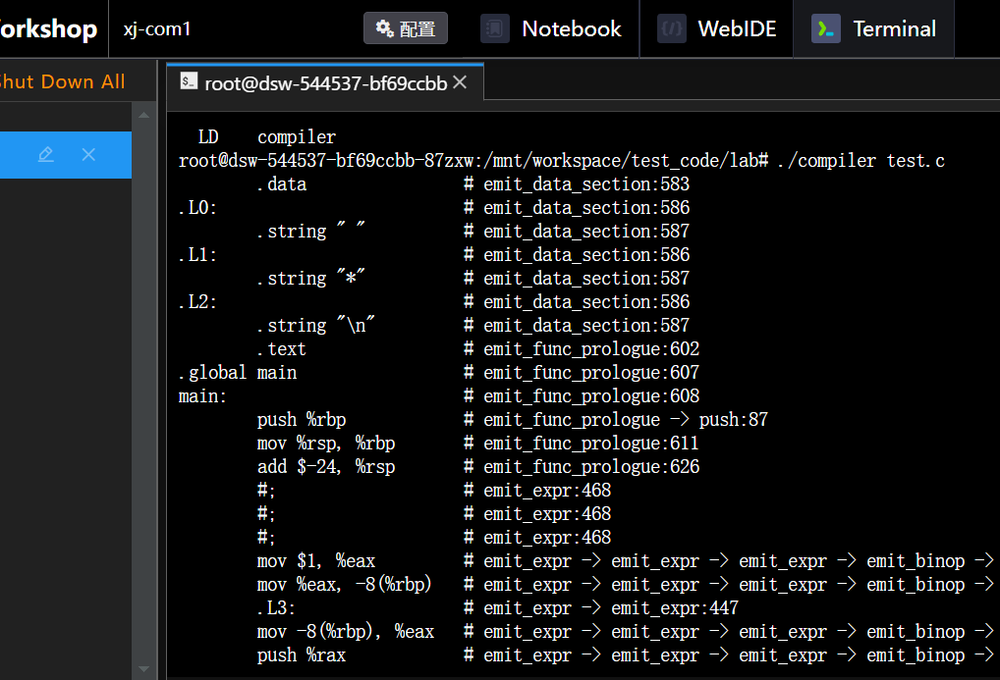 orkshop xj-com1 配置 Notebook WebIDE Terminal
hut Down All
root@dsw-544537-bf69ccbb
LD compiler
root@dsw-544537-bf69ccbb-87zxw:/mnt/workspace/test_code/lab# ./compiler test.c
.data # emit_data_section:583
.L0: # emit_data_section:586
.string " " # emit_data_section:587
.L1: # emit_data_section:586
.string "*" # emit_data_section:587
.L2: # emit_data_section:586
.string "\n" # emit_data_section:587
.text # emit_func_prologue:602
.global main # emit_func_prologue:607
main: # emit_func_prologue:608
push %rbp # emit_func_prologue -> push:87
mov %rsp, %rbp # emit_func_prologue:611
add $-24, %rsp # emit_func_prologue:626
#; # emit_expr:468
#; # emit_expr:468
#; # emit_expr:468
mov $1, %eax # emit_expr -> emit_expr -> emit_expr -> emit_binop ->
mov %eax, -8(%rbp) # emit_expr -> emit_expr -> emit_expr -> emit_binop ->
.L3: # emit_expr -> emit_expr:447
mov -8(%rbp), %eax # emit_expr -> emit_expr -> emit_expr -> emit_binop ->
push %rax # emit_expr -> emit_expr -> emit_expr -> emit_binop ->